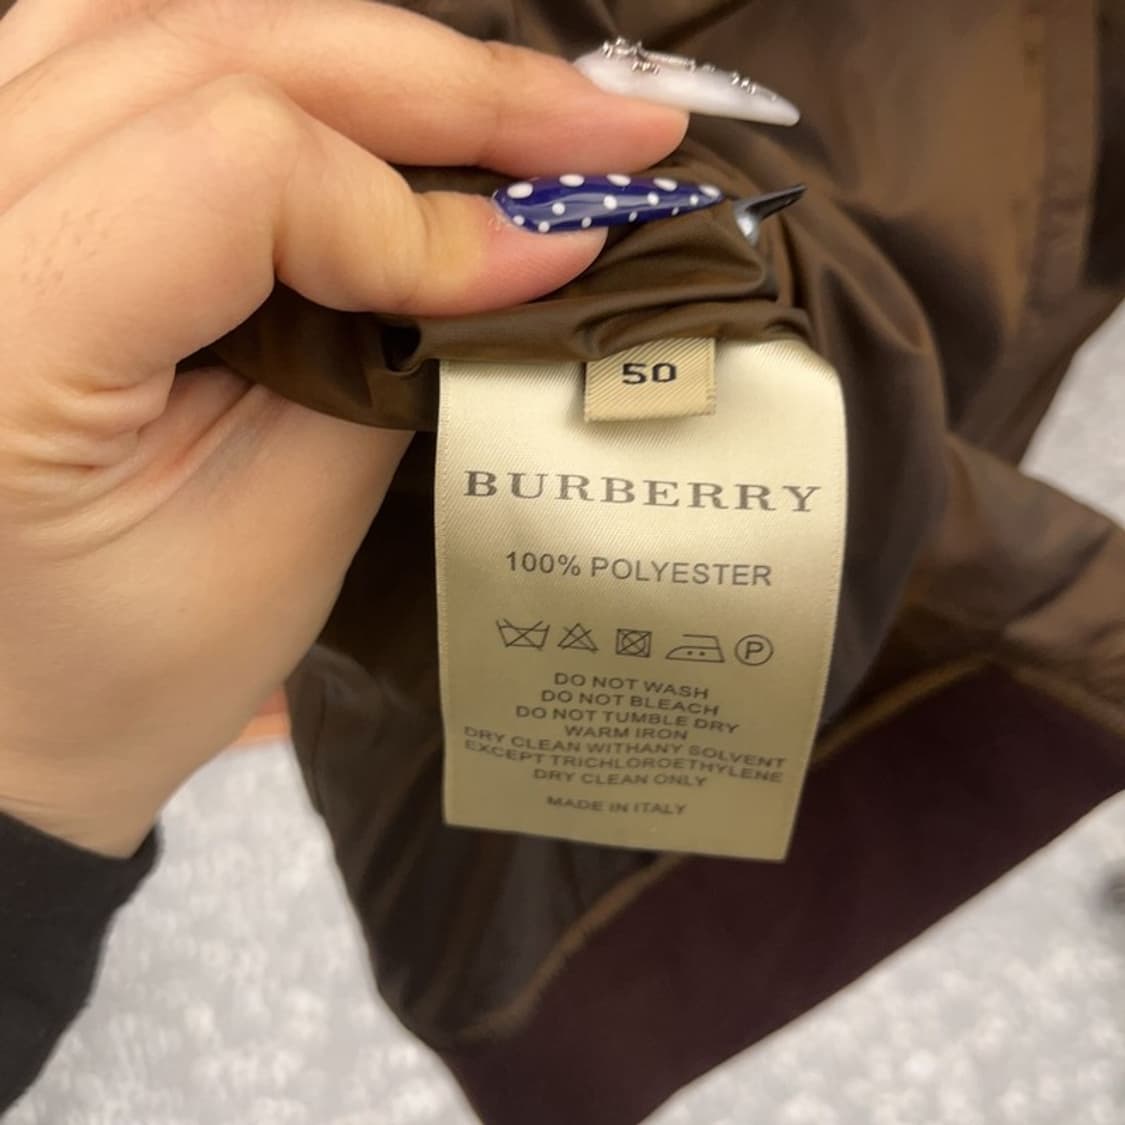 50
BURBERRY
100% POLYESTER
P
DO NOT WASH
DO NOT BLEACH
DO NOT TUMBLE DRY
WARM IRON
DRY CLEAN WITHANY SOLVENT
EXCEPT TRICHLOROETHYLENE
DRY CLEAN ONLY
MADE IN ITALY